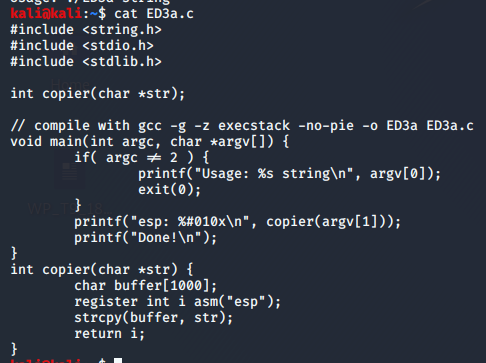 Usage: ./ED3a string
kali@kali:~$ cat ED3a.c
#include <string.h>
#include <stdio.h>
#include <stdlib.h>

int copier(char *str);

// compile with gcc -g -z execstack -no-pie -o ED3a ED3a.c
void main(int argc, char *argv[]) {
        if( argc ≠ 2 ) {
                printf("Usage: %s string\n", argv[0]);
                exit(0);
        }
        printf("esp: %#010x\n", copier(argv[1]));
        printf("Done!\n");
}
int copier(char *str) {
        char buffer[1000];
        register int i asm("esp");
        strcpy(buffer, str);
        return i;
}